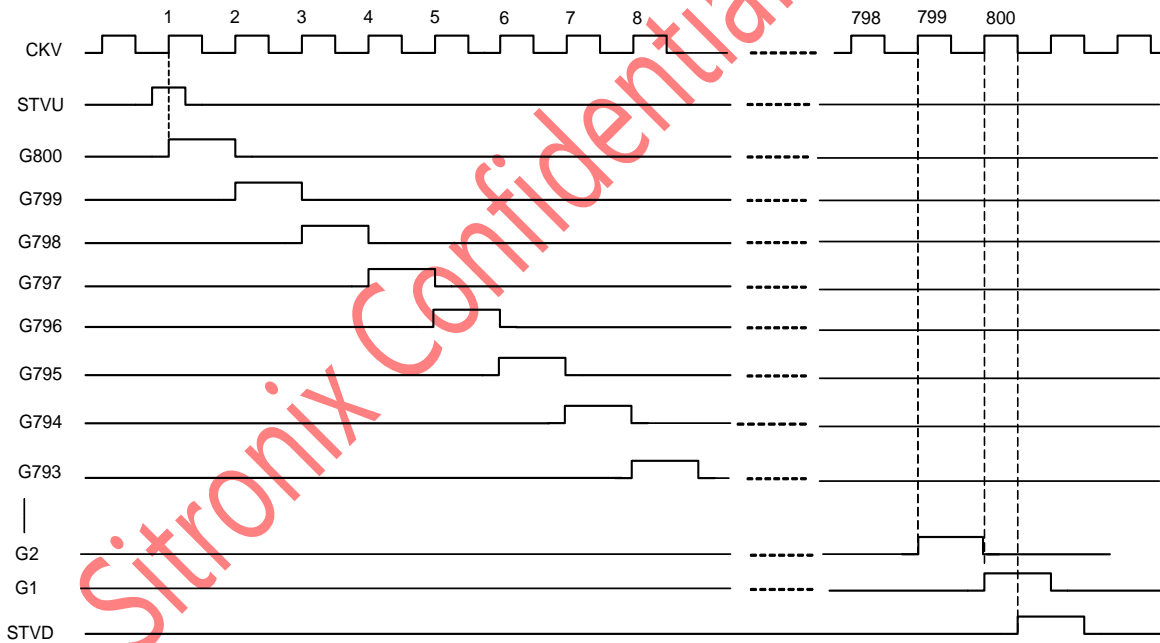 1 2 3 4 5 6 7 8 798 799 800
CKV
STVU
G800
G799
G798
G797
G796
G795
G794
G793
G2
G1
STVD
Sitronix Confidential